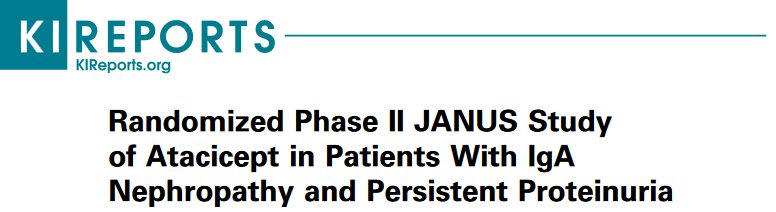 KI REPORTS
KIReports.org
Randomized Phase II JANUS Study
of Atacicept in Patients With IgA
Nephropathy and Persistent Proteinuria